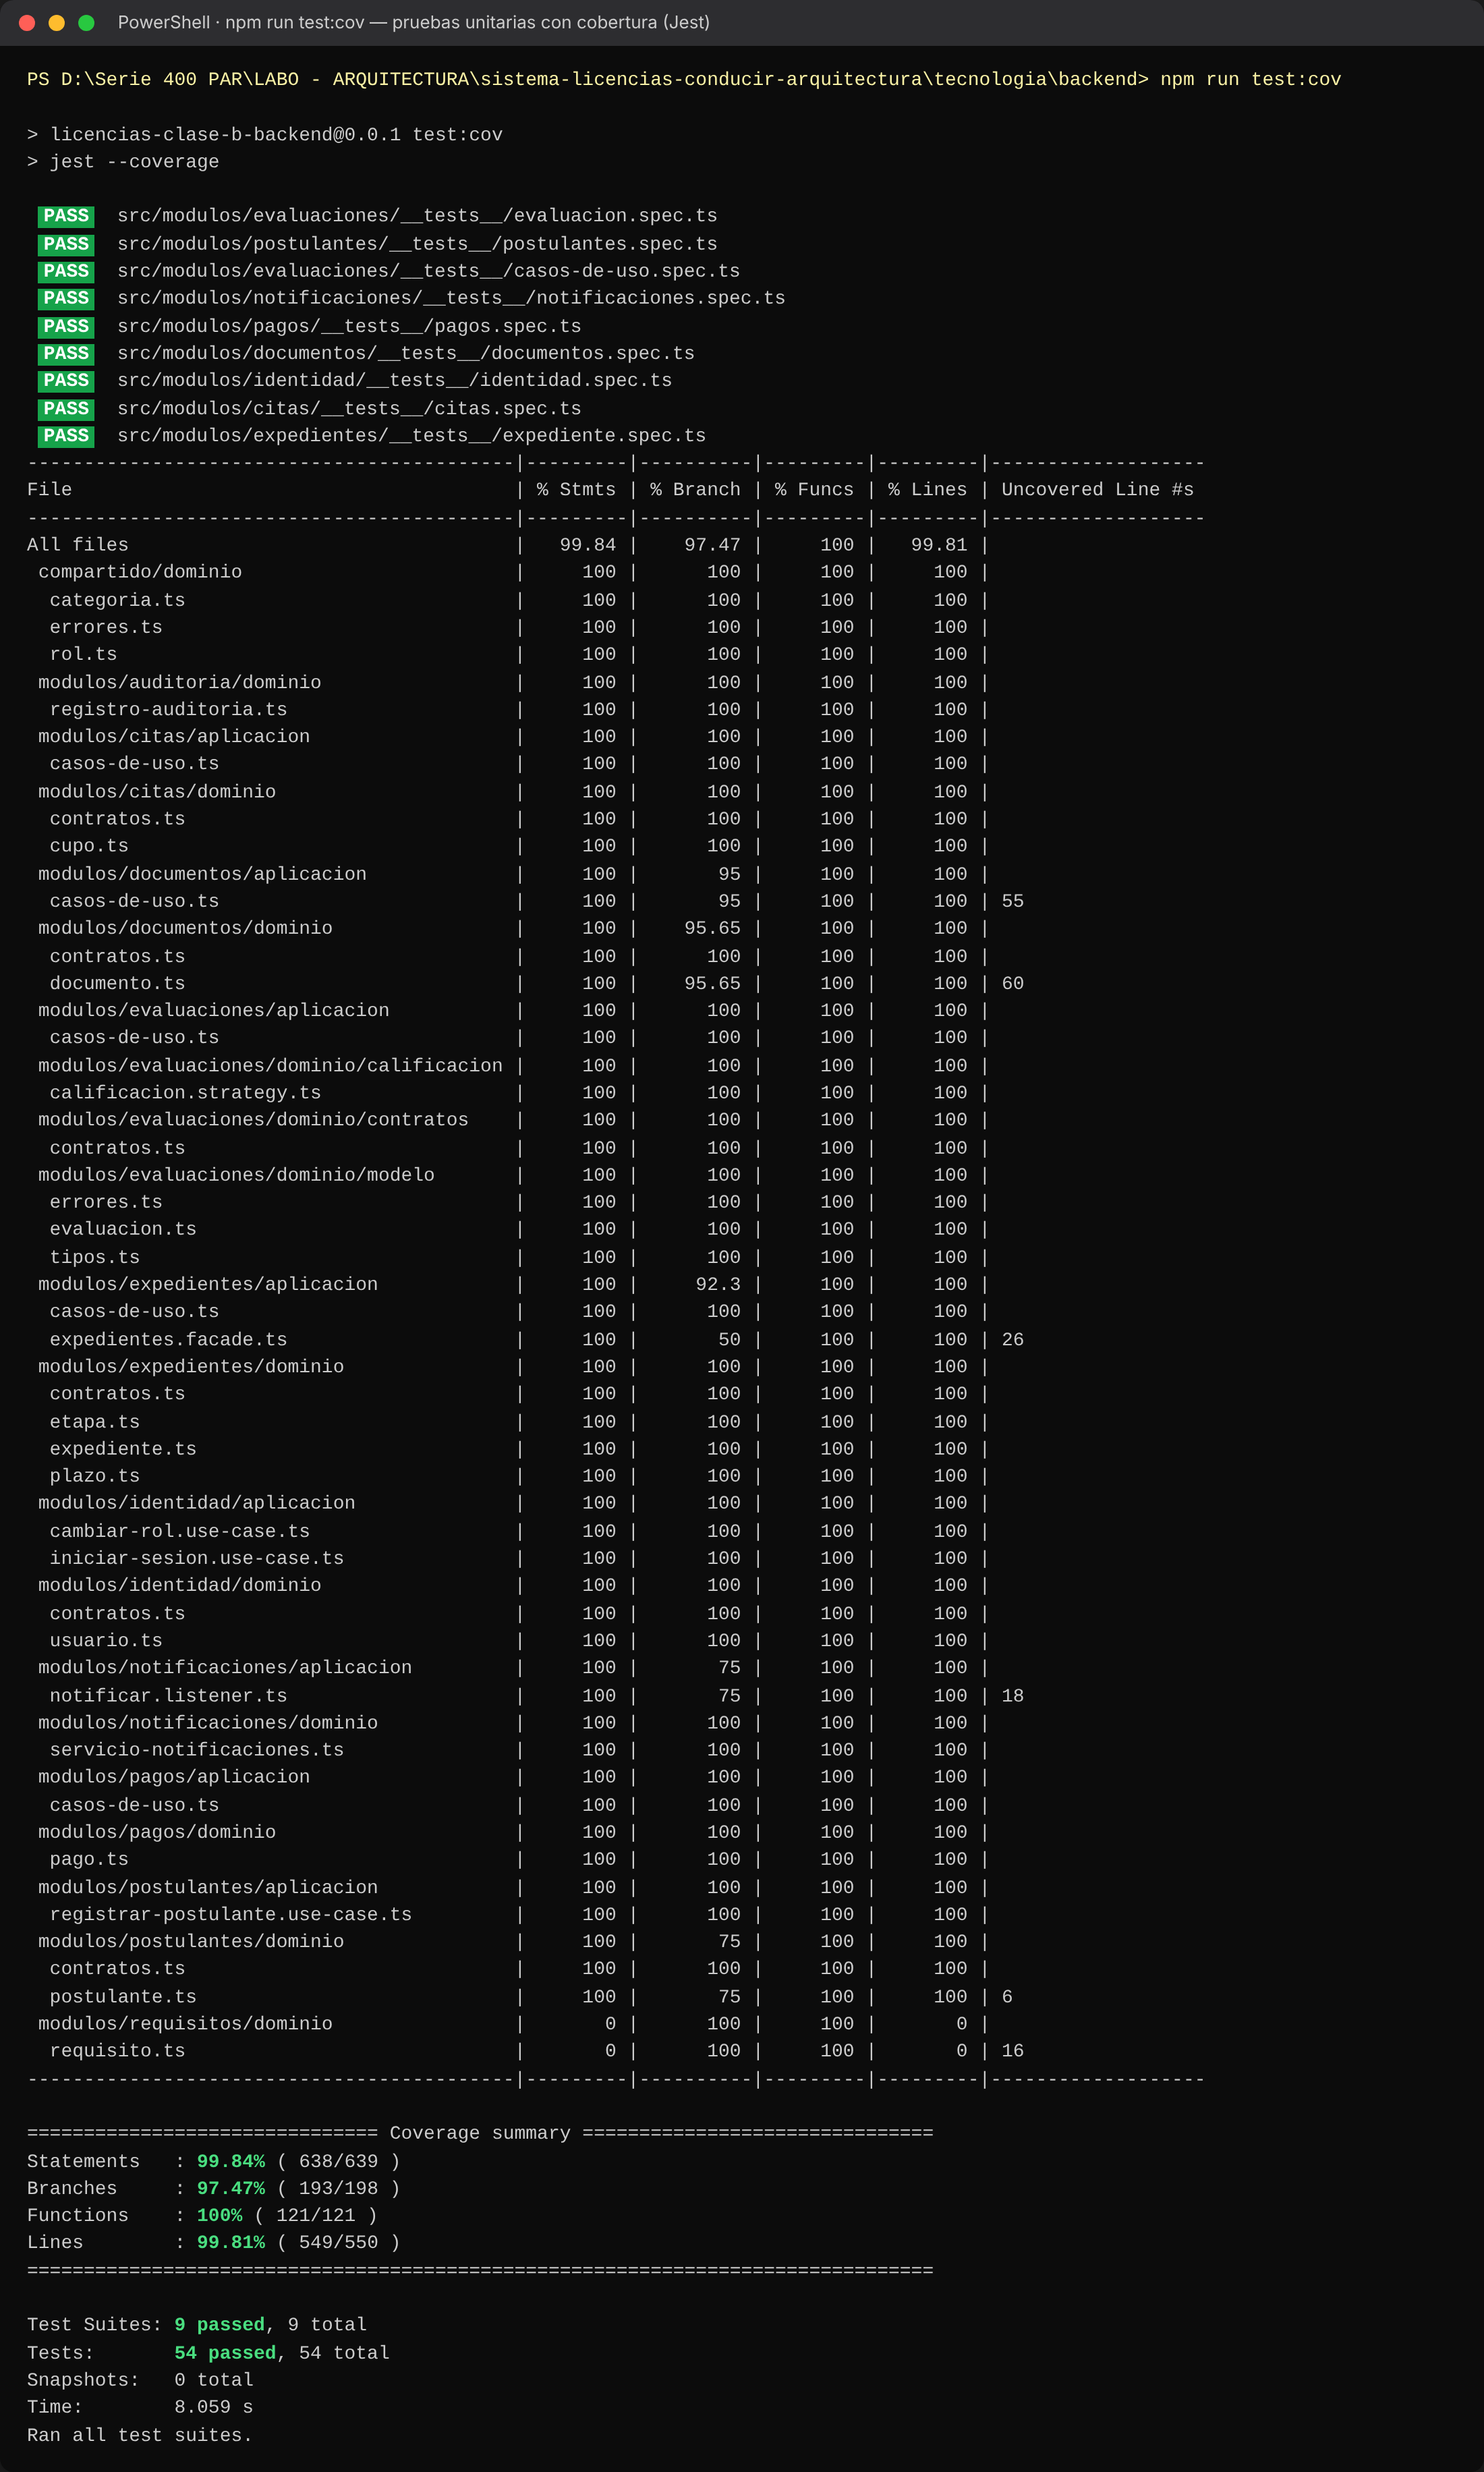 PowerShell · npm run test:cov — pruebas unitarias con cobertura (Jest)
PS D:\Serie 400 PAR\LABO - ARQUITECTURA\sistema-licencias-conducir-arquitectura\tecnologia\backend> npm run test:cov
> licencias-clase-b-backend@0.0.1 test:cov
> jest --coverage
PASS src/modulos/evaluaciones/__tests__/evaluacion.spec.ts
PASS src/modulos/postulantes/__tests__/postulantes.spec.ts
PASS src/modulos/evaluaciones/__tests__/casos-de-uso.spec.ts
PASS src/modulos/notificaciones/__tests__/notificaciones.spec.ts
PASS src/modulos/pagos/__tests__/pagos.spec.ts
PASS src/modulos/documentos/__tests__/documentos.spec.ts
PASS src/modulos/identidad/__tests__/identidad.spec.ts
PASS src/modulos/citas/__tests__/citas.spec.ts
PASS src/modulos/expedientes/__tests__/expediente.spec.ts
-------------------------------------------|---------|----------|---------|---------|-------------------
File                                       | % Stmts | % Branch | % Funcs | % Lines | Uncovered Line #s
-------------------------------------------|---------|----------|---------|---------|-------------------
All files                                  |   99.84 |    97.47 |     100 |   99.81 |
 compartido/dominio                        |     100 |      100 |     100 |     100 |
  categoria.ts                             |     100 |      100 |     100 |     100 |
  errores.ts                               |     100 |      100 |     100 |     100 |
  rol.ts                                   |     100 |      100 |     100 |     100 |
 modulos/auditoria/dominio                 |     100 |      100 |     100 |     100 |
  registro-auditoria.ts                    |     100 |      100 |     100 |     100 |
 modulos/citas/aplicacion                  |     100 |      100 |     100 |     100 |
  casos-de-uso.ts                          |     100 |      100 |     100 |     100 |
 modulos/citas/dominio                     |     100 |      100 |     100 |     100 |
  contratos.ts                             |     100 |      100 |     100 |     100 |
  cupo.ts                                  |     100 |      100 |     100 |     100 |
 modulos/documentos/aplicacion             |     100 |       95 |     100 |     100 |
  casos-de-uso.ts                          |     100 |       95 |     100 |     100 | 55
 modulos/documentos/dominio                |     100 |    95.65 |     100 |     100 |
  contratos.ts                             |     100 |      100 |     100 |     100 |
  documento.ts                             |     100 |    95.65 |     100 |     100 | 60
 modulos/evaluaciones/aplicacion           |     100 |      100 |     100 |     100 |
  casos-de-uso.ts                          |     100 |      100 |     100 |     100 |
 modulos/evaluaciones/dominio/calificacion |     100 |      100 |     100 |     100 |
  calificacion.strategy.ts                 |     100 |      100 |     100 |     100 |
 modulos/evaluaciones/dominio/contratos    |     100 |      100 |     100 |     100 |
  contratos.ts                             |     100 |      100 |     100 |     100 |
 modulos/evaluaciones/dominio/modelo       |     100 |      100 |     100 |     100 |
  errores.ts                               |     100 |      100 |     100 |     100 |
  evaluacion.ts                            |     100 |      100 |     100 |     100 |
  tipos.ts                                 |     100 |      100 |     100 |     100 |
 modulos/expedientes/aplicacion            |     100 |     92.3 |     100 |     100 |
  casos-de-uso.ts                          |     100 |      100 |     100 |     100 |
  expedientes.facade.ts                    |     100 |       50 |     100 |     100 | 26
 modulos/expedientes/dominio               |     100 |      100 |     100 |     100 |
  contratos.ts                             |     100 |      100 |     100 |     100 |
  etapa.ts                                 |     100 |      100 |     100 |     100 |
  expediente.ts                            |     100 |      100 |     100 |     100 |
  plazo.ts                                 |     100 |      100 |     100 |     100 |
 modulos/identidad/aplicacion              |     100 |      100 |     100 |     100 |
  cambiar-rol.use-case.ts                  |     100 |      100 |     100 |     100 |
  iniciar-sesion.use-case.ts               |     100 |      100 |     100 |     100 |
 modulos/identidad/dominio                 |     100 |      100 |     100 |     100 |
  contratos.ts                             |     100 |      100 |     100 |     100 |
  usuario.ts                               |     100 |      100 |     100 |     100 |
 modulos/notificaciones/aplicacion         |     100 |       75 |     100 |     100 |
  notificar.listener.ts                    |     100 |       75 |     100 |     100 | 18
 modulos/notificaciones/dominio            |     100 |      100 |     100 |     100 |
  servicio-notificaciones.ts               |     100 |      100 |     100 |     100 |
 modulos/pagos/aplicacion                  |     100 |      100 |     100 |     100 |
  casos-de-uso.ts                          |     100 |      100 |     100 |     100 |
 modulos/pagos/dominio                     |     100 |      100 |     100 |     100 |
  pago.ts                                  |     100 |      100 |     100 |     100 |
 modulos/postulantes/aplicacion            |     100 |      100 |     100 |     100 |
  registrar-postulante.use-case.ts         |     100 |      100 |     100 |     100 |
 modulos/postulantes/dominio               |     100 |       75 |     100 |     100 |
  contratos.ts                             |     100 |      100 |     100 |     100 |
  postulante.ts                            |     100 |       75 |     100 |     100 | 6
 modulos/requisitos/dominio                |       0 |      100 |     100 |       0 |
  requisito.ts                             |       0 |      100 |     100 |       0 | 16
-------------------------------------------|---------|----------|---------|---------|-------------------
=============================== Coverage summary ===============================
Statements   : 99.84% ( 638/639 )
Branches     : 97.47% ( 193/198 )
Functions    : 100% ( 121/121 )
Lines        : 99.81% ( 549/550 )
================================================================================
Test Suites: 9 passed, 9 total
Tests:       54 passed, 54 total
Snapshots:   0 total
Time:        8.059 s
Ran all test suites.